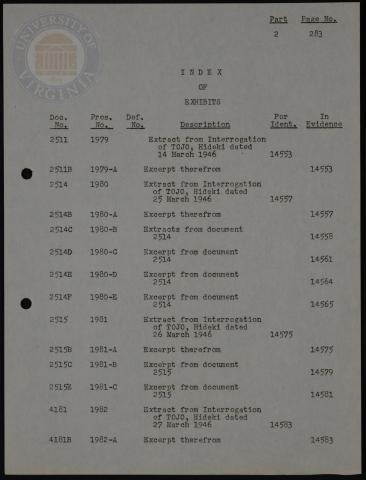 UNIVERSITY OF VIRGINIA
Part Page No.
2 283
INDEX
OF
EXHIBITS
Doc. Pros. Def. For In
No. No. No. Description Ident. Evidence
2511 1979 Extract from Interrogation
of TOJO, Hideki dated
14 March 1946 14553
2511B 1979-A Excerpt therefrom 14553
2514 1980 Extract from Interrogation
of TOJO, Hideki dated
25 March 1946 14557
2514B 1980-A Excerpt therefrom 14557
2514C 1980-B Extracts from document
2514 14558
2514D 1980-C Excerpt from document
2514 14561
2514E 1980-D Excerpt from document
2514 14564
2514F 1980-E Excerpt from document
2514 14565
2515 1981 Extract from Interrogation
of TOJO, Hideki dated
26 March 1946 14575
2515B 1981-A Excerpt therefrom 14575
2515C 1981-B Excerpt from document
2515 14579
2515E 1981-C Excerpt from document
2515 14581
4181 1982 Extract from Interrogation
of TOJO, Hideki dated
27 March 1946 14583
4181B 1982-A Excerpt therefrom 14583